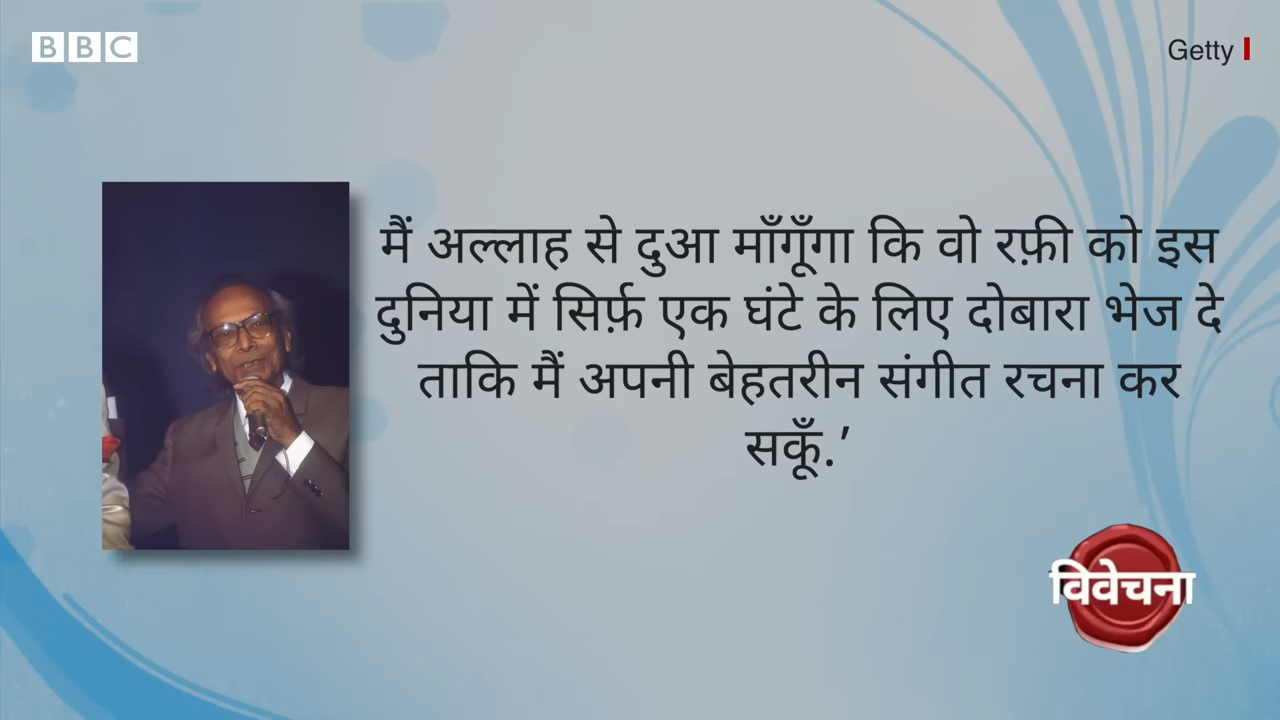 BBC
Getty
मैं अल्लाह से दुआ माँगूँगा कि वो रफ़ी को इस
दुनिया में सिर्फ़ एक घंटे के लिए दोबारा भेज दे
ताकि मैं अपनी बेहतरीन संगीत रचना कर
सकूँ.’
विवेचना